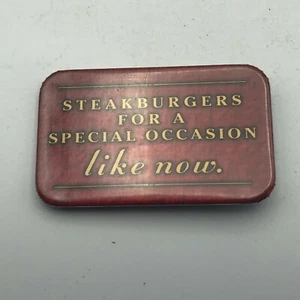 STEAKBURGERS
FOR A
SPECIAL OCCASION
like now.